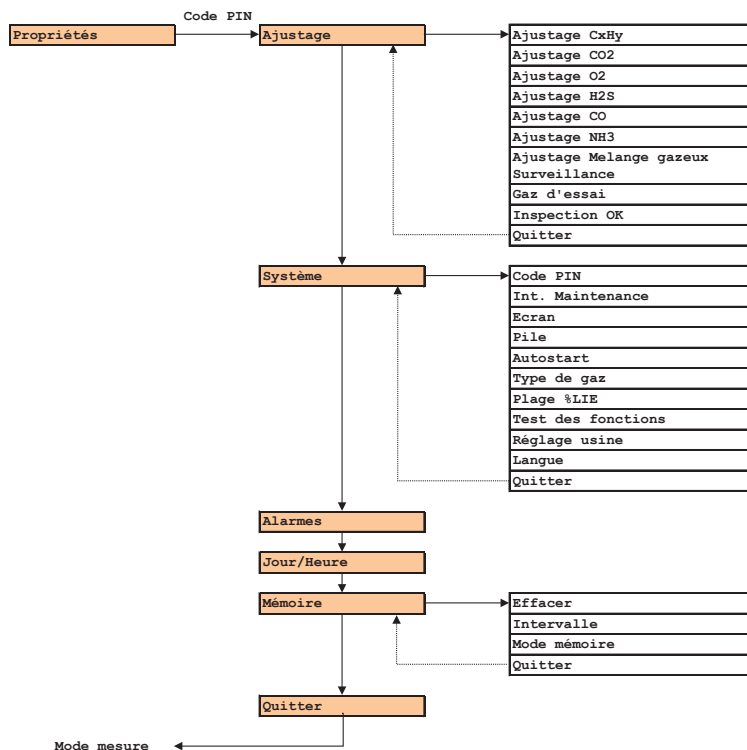 Code PIN
Propriétés
Ajustage
Ajustage CxHy
Ajustage CO2
Ajustage O2
Ajustage H2S
Ajustage CO
Ajustage NH3
Ajustage Melange gazeux
Surveillance
Gaz d'essai
Inspection OK
Quitter
Système
Code PIN
Int. Maintenance
Ecran
Pile
Autostart
Type de gaz
Plage %LIE
Test des fonctions
Réglage usine
Langue
Quitter
Alarmes
Jour/Heure
Mémoire
Effacer
Intervalle
Mode mémoire
Quitter
Quitter
Mode mesure